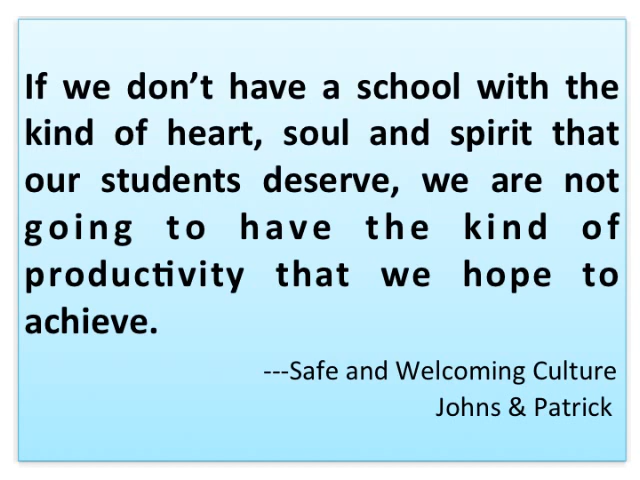 If we don’t have a school with the
kind of heart, soul and spirit that
our students deserve, we are not
going to have the kind of
productivity that we hope to
achieve.
---Safe and Welcoming Culture
Johns & Patrick